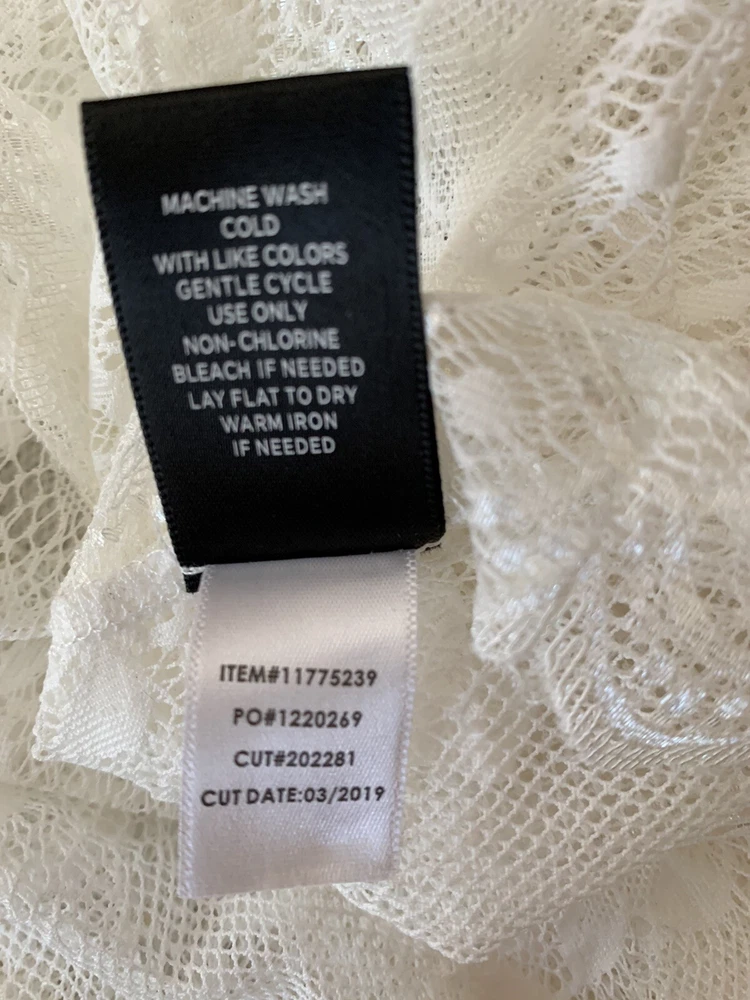 MACHINE WASH
COLD
WITH LIKE COLORS
GENTLE CYCLE
USE ONLY
NON-CHLORINE
BLEACH IF NEEDED
LAY FLAT TO DRY
WARM IRON
IF NEEDED
ITEM#11775239
PO#1220269
CUT#202281
CUT DATE:03/2019